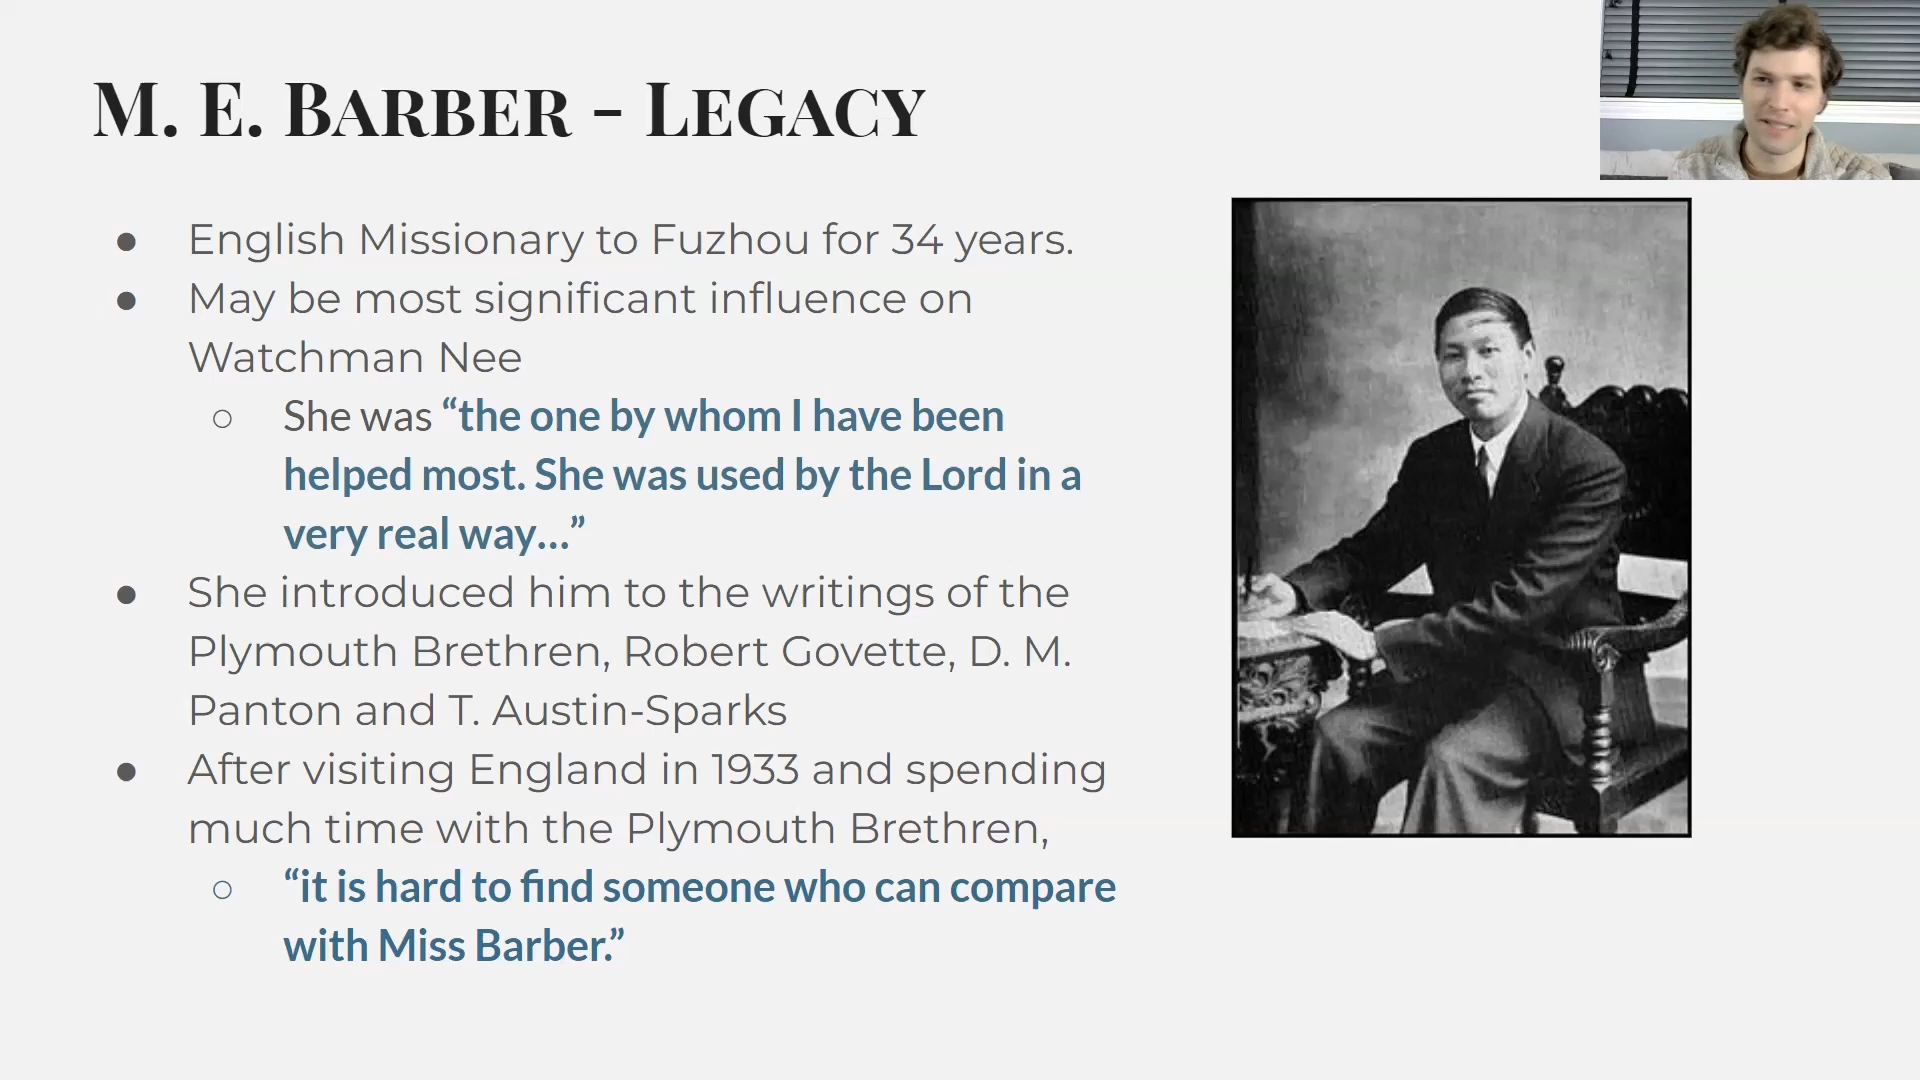 M. E. BARBER - LEGACY
● English Missionary to Fuzhou for 34 years.
● May be most significant influence on
Watchman Nee
○ She was “the one by whom I have been
helped most. She was used by the Lord in a
very real way...”
● She introduced him to the writings of the
Plymouth Brethren, Robert Govette, D. M.
Panton and T. Austin-Sparks
● After visiting England in 1933 and spending
much time with the Plymouth Brethren,
○ “it is hard to find someone who can compare
with Miss Barber.”